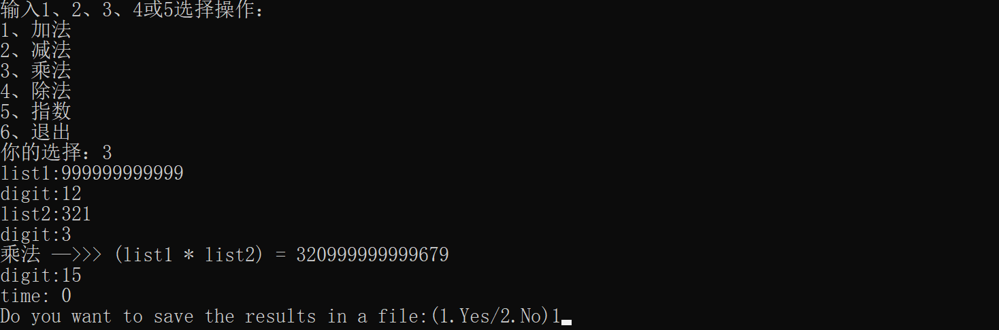 输入1、2、3、4或5选择操作：
1、加法
2、减法
3、乘法
4、除法
5、指数
6、退出
你的选择：3
list1:999999999999
digit:12
list2:321
digit:3
乘法 —>>> (list1 * list2) = 320999999999679
digit:15
time: 0
Do you want to save the results in a file:(1.Yes/2.No)1